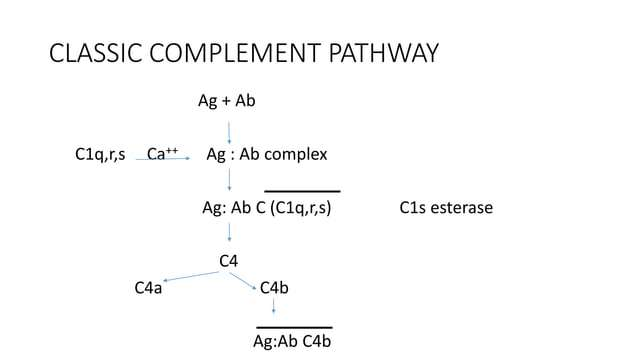 CLASSIC COMPLEMENT PATHWAY
Ag + Ab
C1q,r,s Ca++ Ag : Ab complex
Ag: Ab C (C1q,r,s) C1s esterase
C4
C4a C4b
Ag:Ab C4b